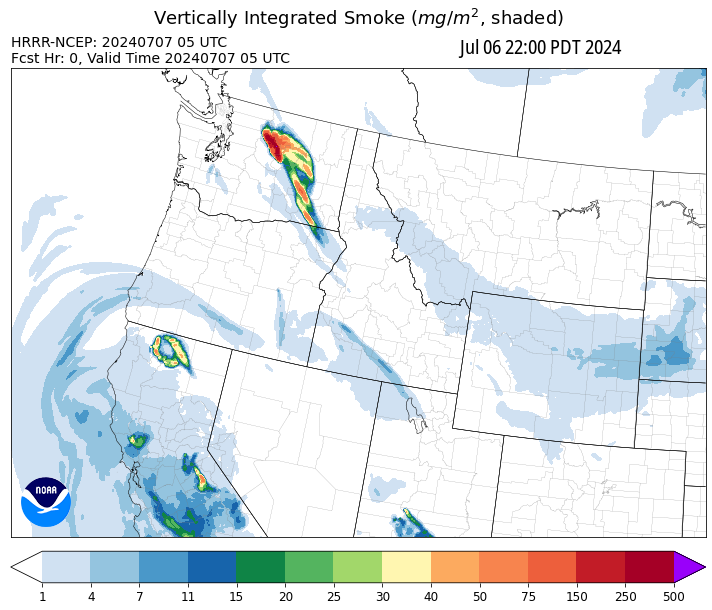 Vertically Integrated Smoke (mg/m², shaded)
HRRR-NCEP: 20240707 05 UTC
Jul 06 22:00 PDT 2024
Fcst Hr: 0, Valid Time 20240707 05 UTC
NOAA
1 4 7 11 15 20 25 30 40 50 75 150 250 500